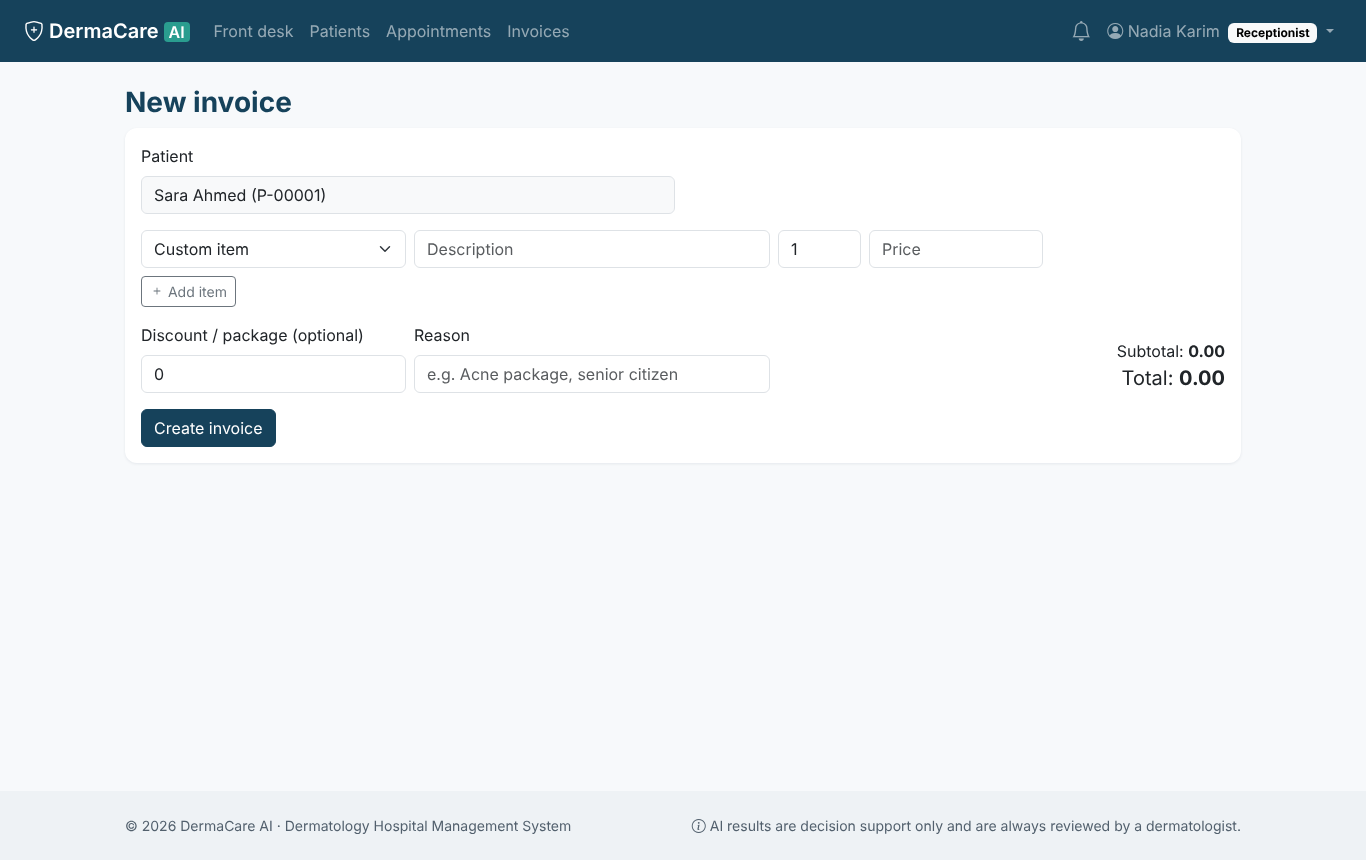 DermaCare AI Front desk Patients Appointments Invoices Nadia Karim Receptionist
New invoice
Patient
Sara Ahmed (P-00001)
Custom item Description 1 Price
+ Add item
Discount / package (optional) Reason
Subtotal: 0.00
0 e.g. Acne package, senior citizen
Total: 0.00
Create invoice
© 2026 DermaCare AI · Dermatology Hospital Management System AI results are decision support only and are always reviewed by a dermatologist.